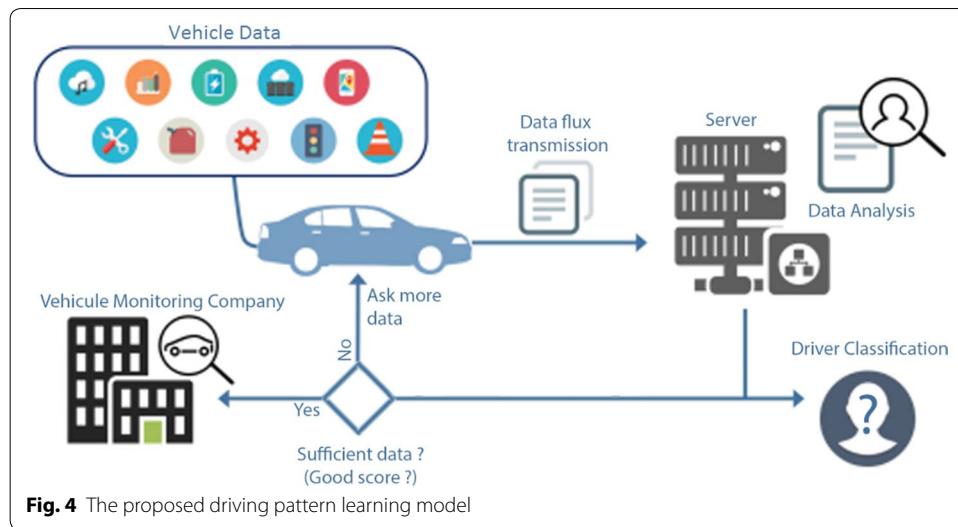 Vehicle Data
Data flux
transmission
Server
Data Analysis
Vehicule Monitoring Company
Ask more
data
No
Yes
Driver Classification
?
Sufficient data ?
(Good score ?)
Fig. 4 The proposed driving pattern learning model